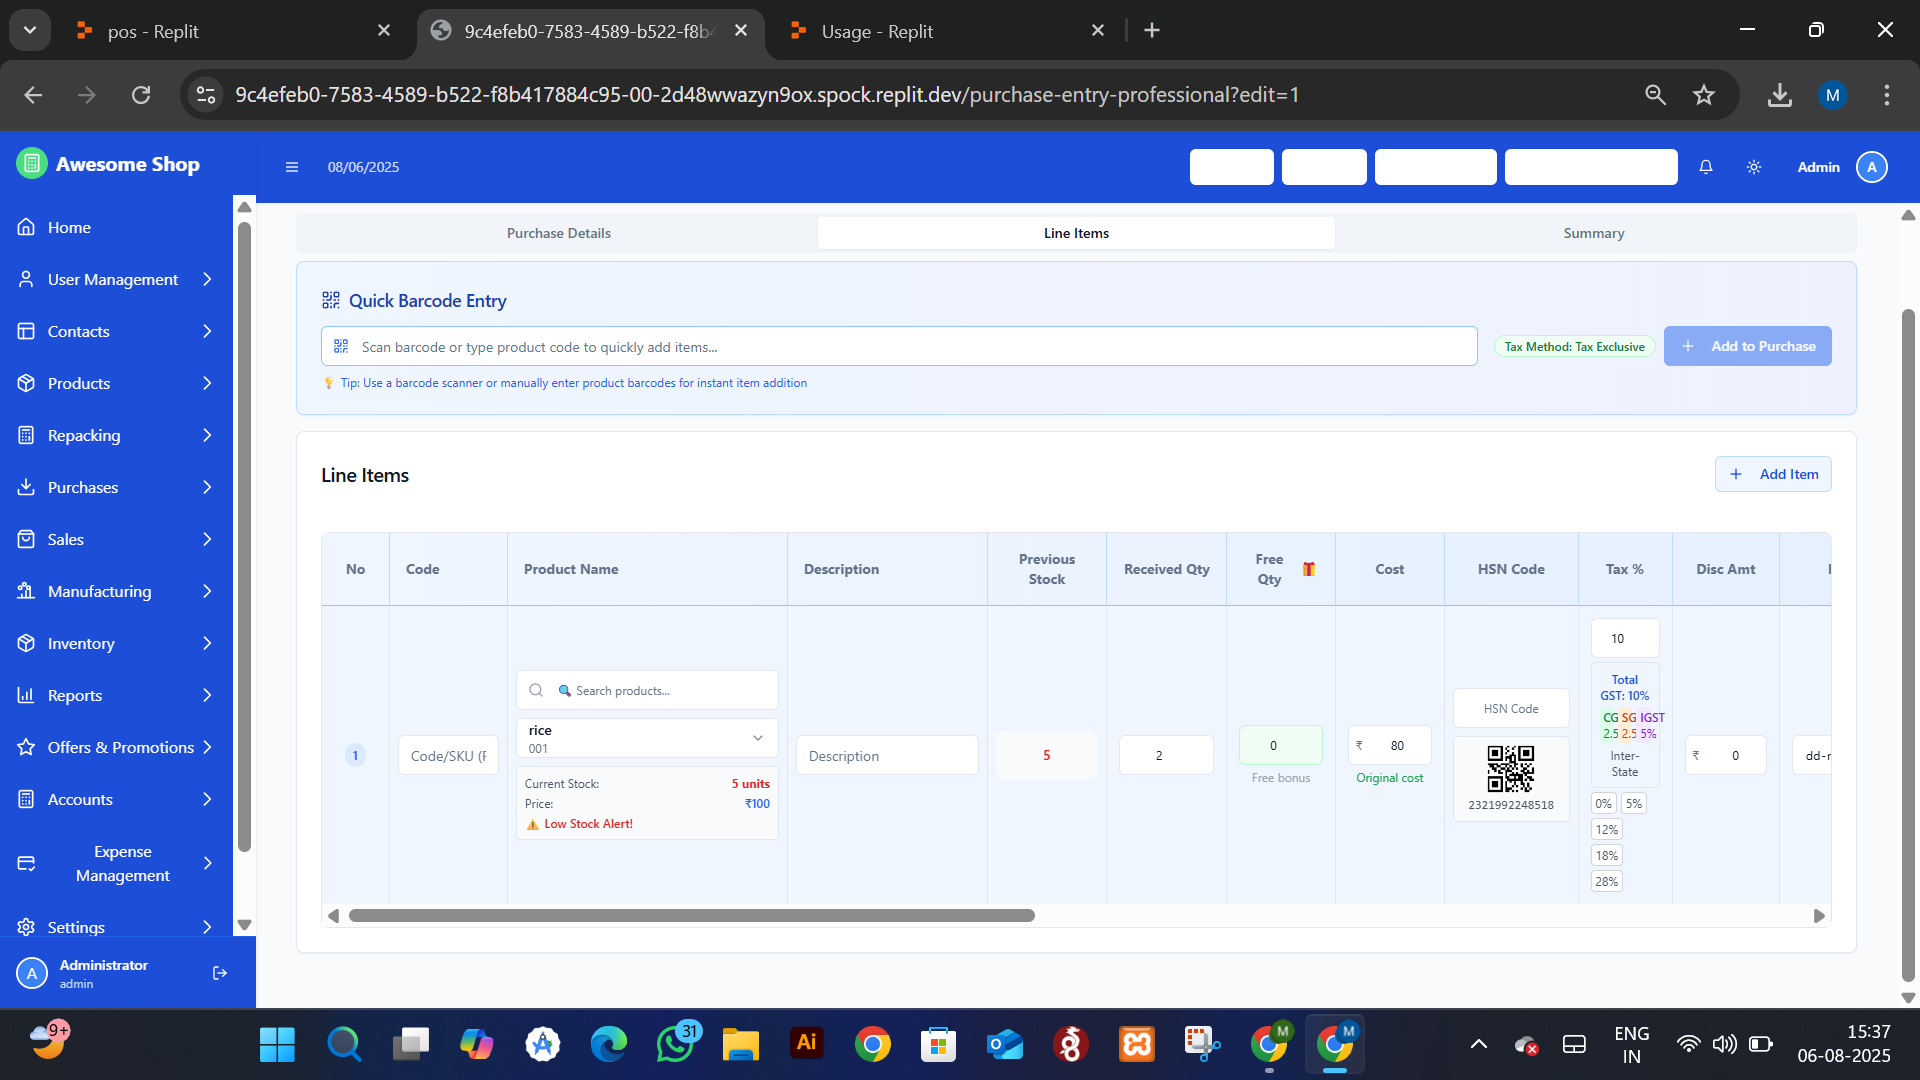 pos - Replit
9c4efeb0-7583-4589-b522-f8b4
Usage - Replit
9c4efeb0-7583-4589-b522-f8b417884c95-00-2d48wwazyn9ox.spock.replit.dev/purchase-entry-professional?edit=1
M
Awesome Shop
08/06/2025
Admin
A
Home
User Management
Contacts
Products
Repacking
Purchases
Sales
Manufacturing
Inventory
Reports
Offers & Promotions
Accounts
Expense
Management
Settings
A
Administrator
admin
Purchase Details
Line Items
Summary
Quick Barcode Entry
Scan barcode or type product code to quickly add items...
Tax Method: Tax Exclusive
+ Add to Purchase
💡 Tip: Use a barcode scanner or manually enter product barcodes for instant item addition
Line Items
+ Add Item
No
Code
Product Name
Description
Previous
Stock
Received Qty
Free
Qty
Cost
HSN Code
Tax %
Disc Amt
1
Code/SKU (F
🔍 Search products...
rice
001
Current Stock: 5 units
Price: ₹100
⚠️ Low Stock Alert!
Description
5
2
0
Free bonus
₹ 80
Original cost
HSN Code
2321992248518
10
Total
GST: 10%
CG SG IGST
2.5 2.5 5%
Inter-
State
0% 5%
12%
18%
28%
₹ 0
dd-r
9+
31
Ai
M
M
ENG
IN
15:37
06-08-2025